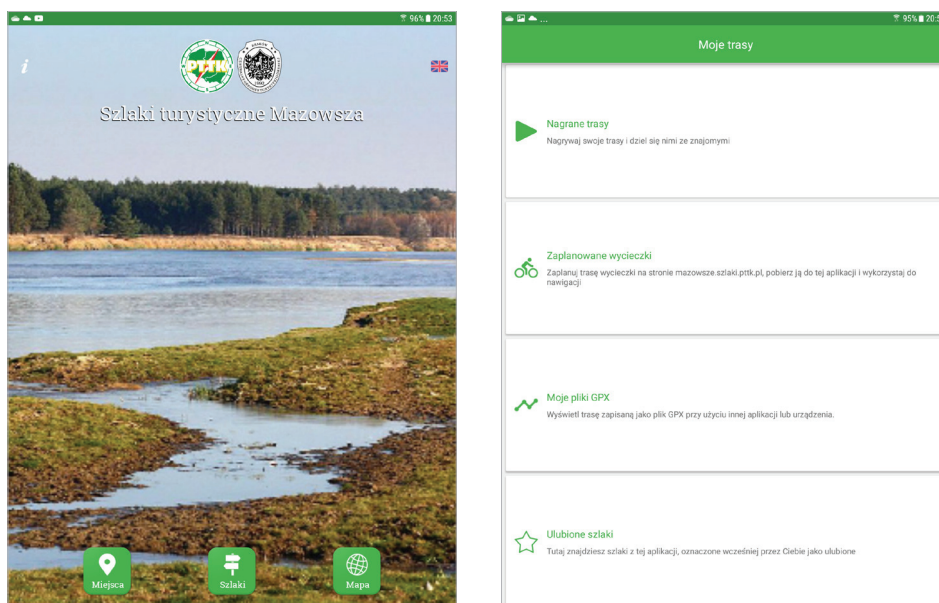 96% 20:53
i
PTTK
Szlaki turystyczne Mazowsza
Miejsca
Szlaki
Mapa
...
95% 20:5
Moje trasy
Nagrane trasy
Nagrywaj swoje trasy i dziel się nimi ze znajomymi
Zaplanowane wycieczki
Zaplanuj trasę wycieczki na stronie mazowsze.szlaki.pttk.pl, pobierz ją do tej aplikacji i wykorzystaj do
nawigacji
Moje pliki GPX
Wyświetl trasę zapisaną jako plik GPX przy użyciu innej aplikacji lub urządzenia.
Ulubione szlaki
Tutaj znajdziesz szlaki z tej aplikacji, oznaczone wcześniej przez Ciebie jako ulubione